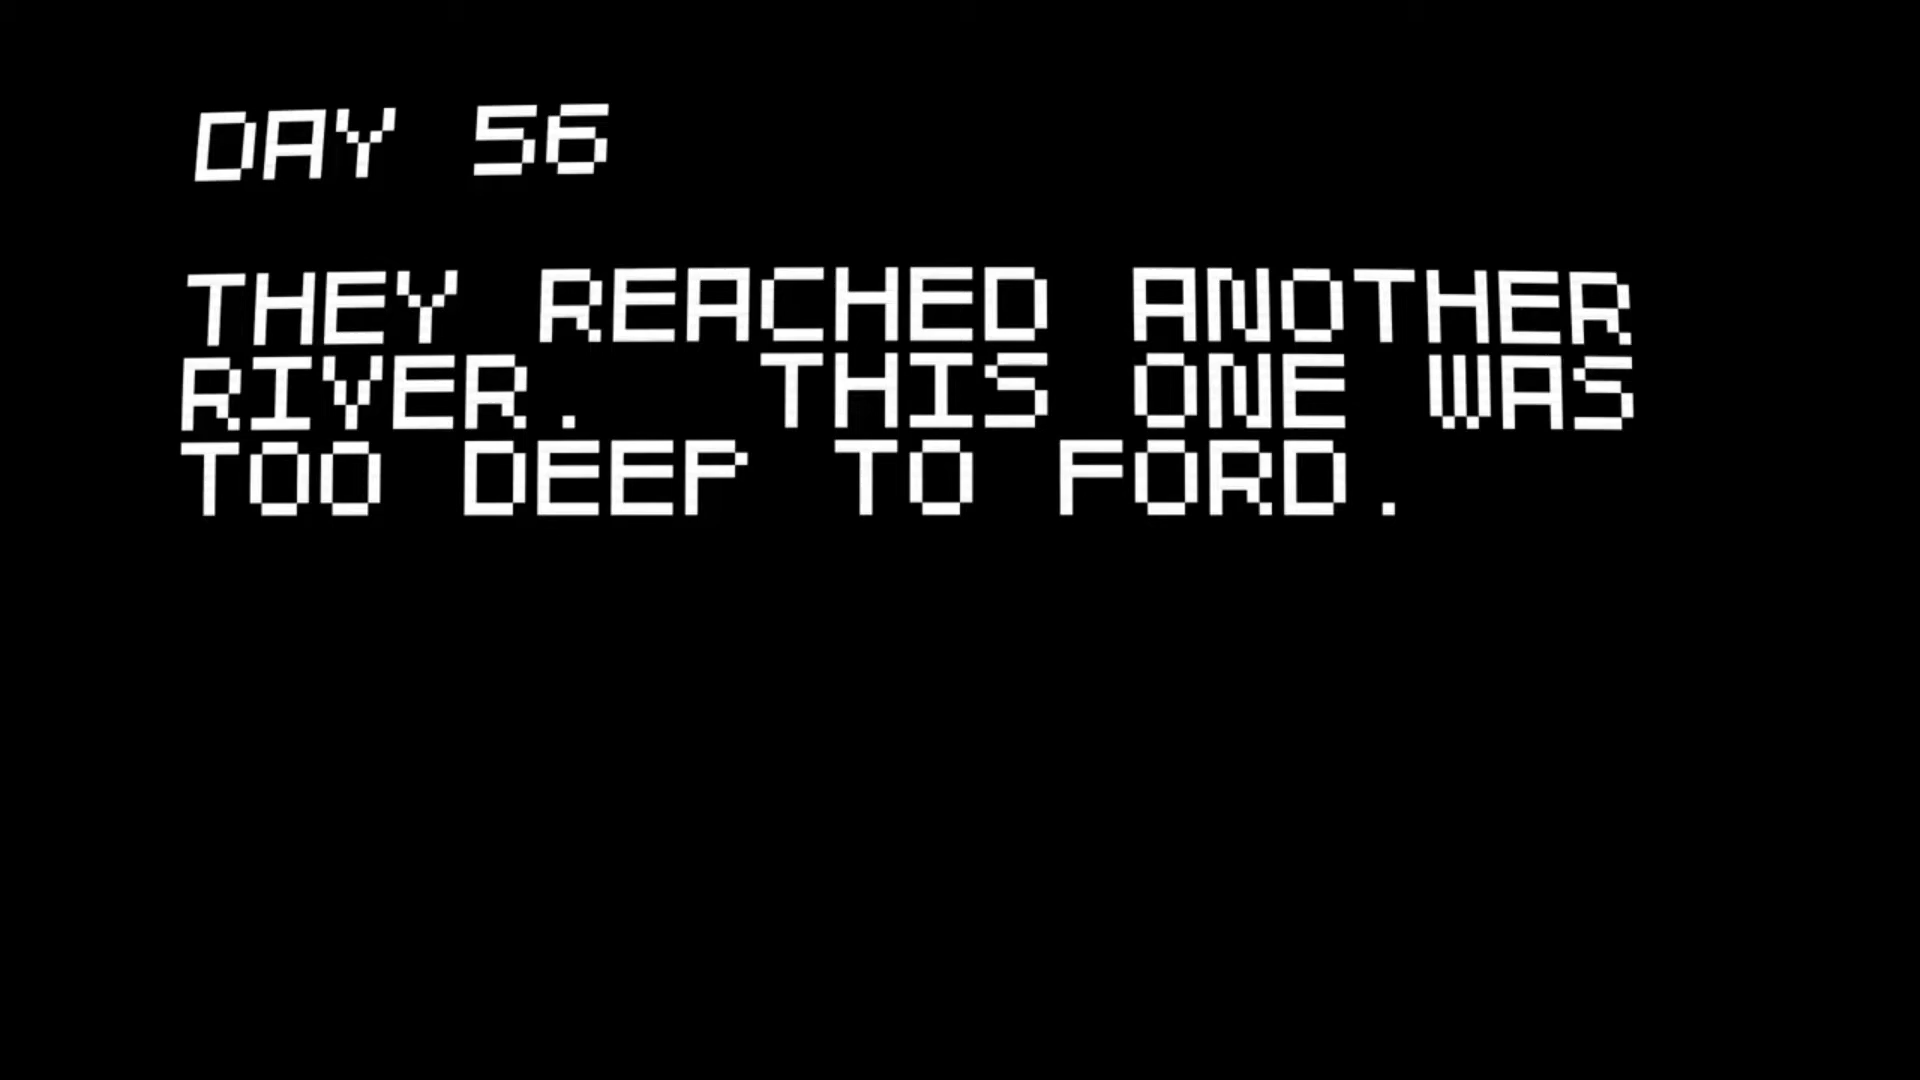 DAY 56
THEY REACHED ANOTHER
RIVER.  THIS ONE WAS
TOO DEEP TO FORD.